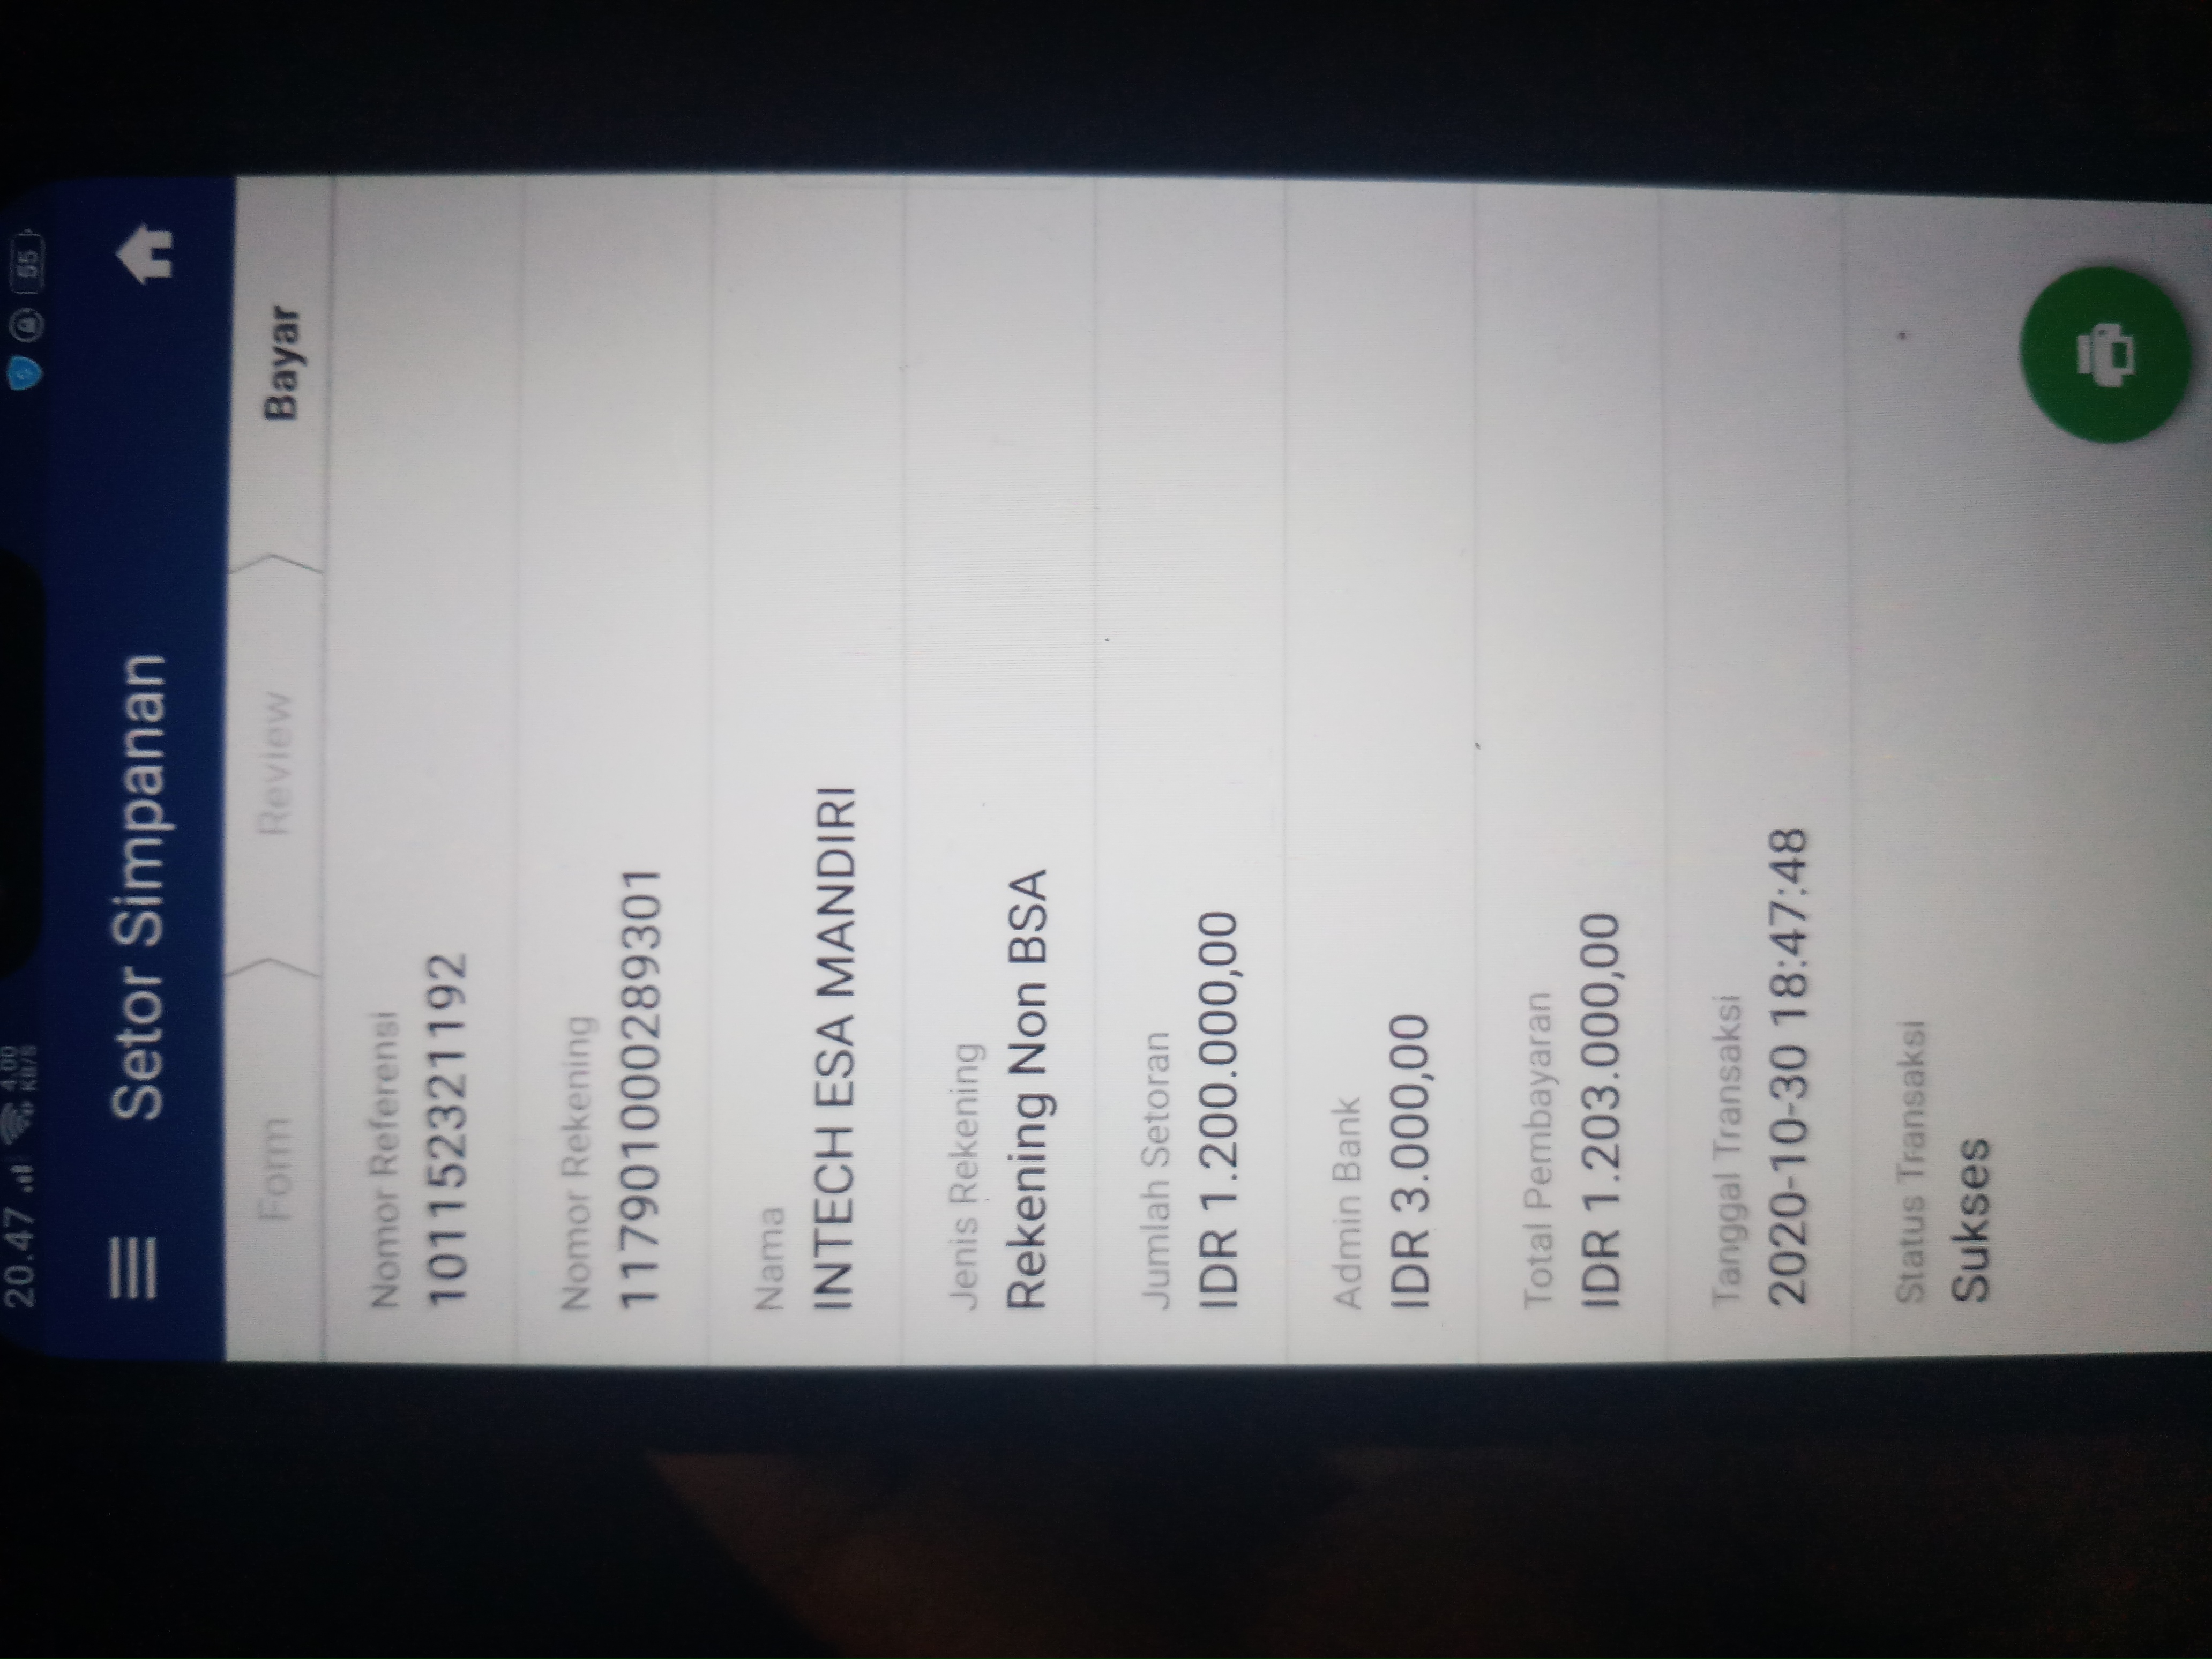 20.47
4.00
KB/S
55
Setor Simpanan
Form
Review
Bayar
Nomor Referensi
101152321192
Nomor Rekening
117901000289301
Nama
INTECH ESA MANDIRI
Jenis Rekening
Rekening Non BSA
Jumlah Setoran
IDR 1.200.000,00
Admin Bank
IDR 3.000,00
Total Pembayaran
IDR 1.203.000,00
Tanggal Transaksi
2020-10-30 18:47:48
Status Transaksi
Sukses